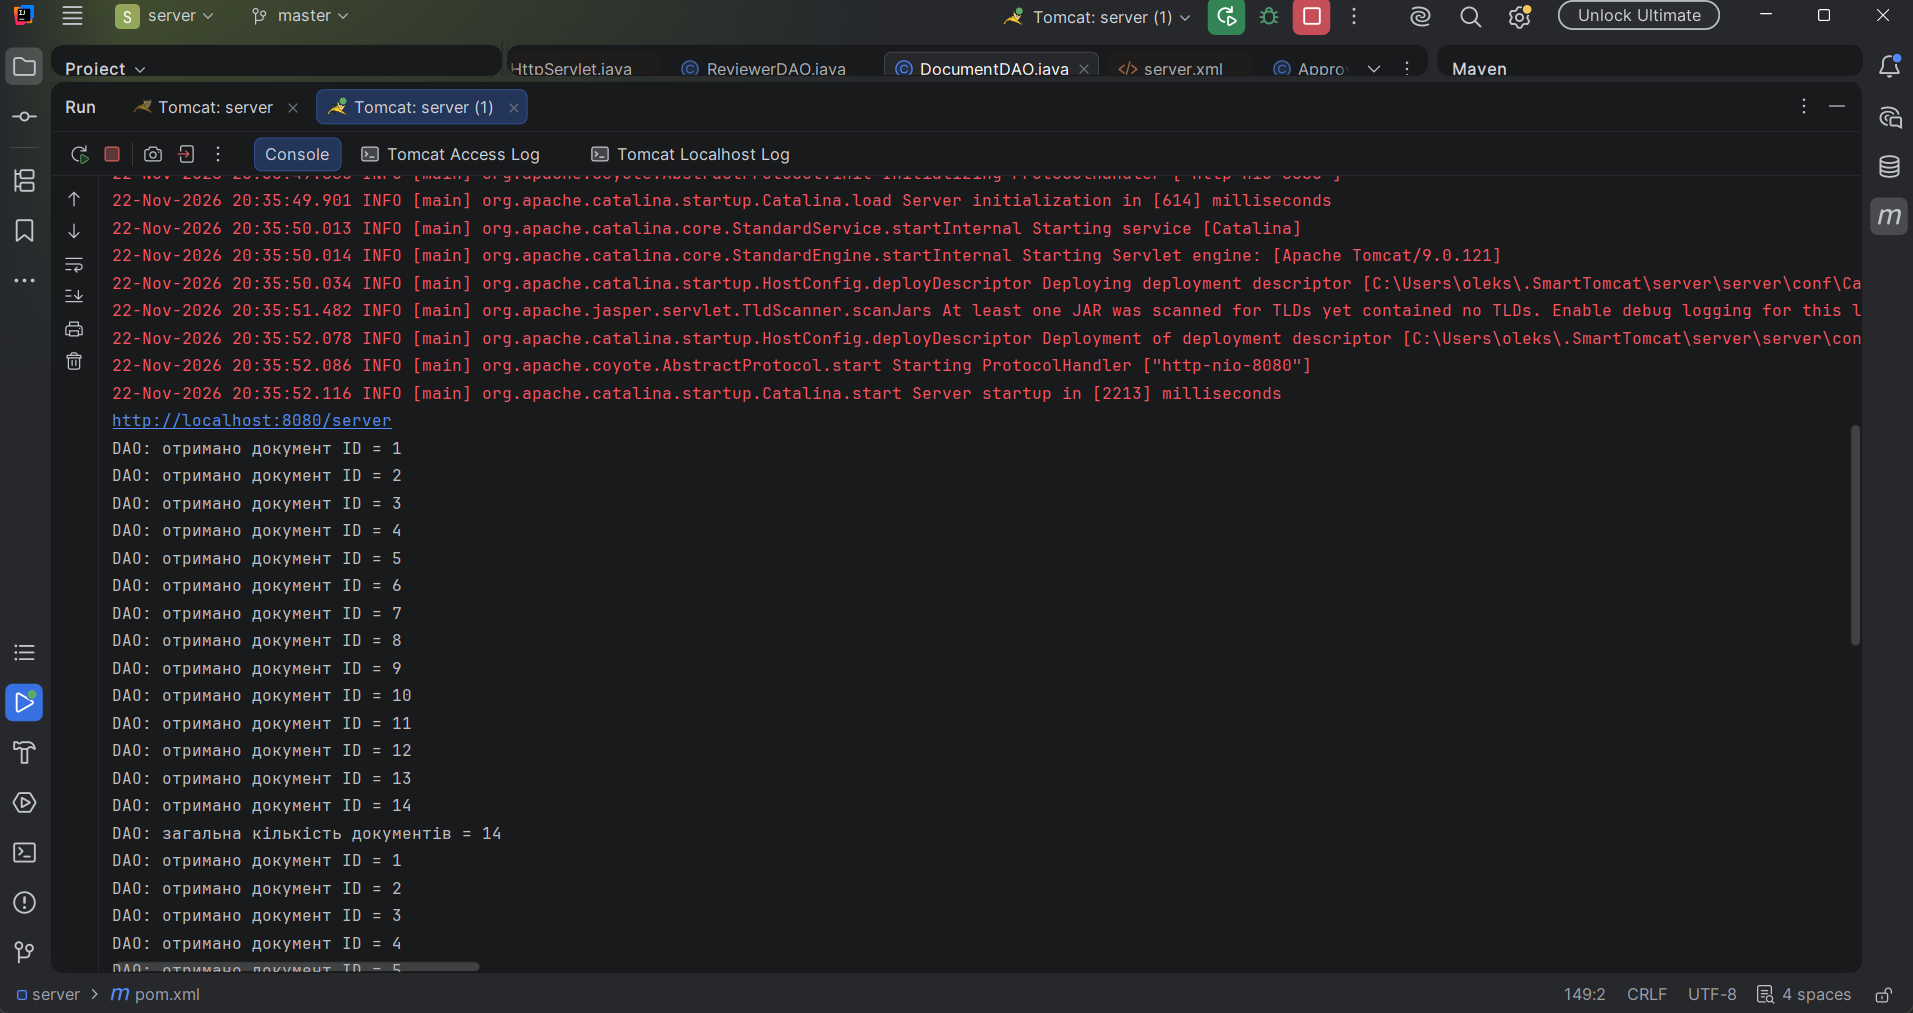 S server master Tomcat: server (1) Unlock Ultimate
Project HttpServlet.java ReviewerDAO.java DocumentDAO.java server.xml Maven
Run Tomcat: server Tomcat: server (1)
Console Tomcat Access Log Tomcat Localhost Log
22-Nov-2026 20:35:49.901 INFO [main] org.apache.catalina.startup.Catalina.load Server initialization in [614] milliseconds
22-Nov-2026 20:35:50.013 INFO [main] org.apache.catalina.core.StandardService.startInternal Starting service [Catalina]
22-Nov-2026 20:35:50.014 INFO [main] org.apache.catalina.core.StandardEngine.startInternal Starting Servlet engine: [Apache Tomcat/9.0.121]
22-Nov-2026 20:35:50.034 INFO [main] org.apache.catalina.startup.HostConfig.deployDescriptor Deploying deployment descriptor [C:\Users\oleks\.SmartTomcat\server\server\conf\Ca
22-Nov-2026 20:35:51.482 INFO [main] org.apache.jasper.servlet.TldScanner.scanJars At least one JAR was scanned for TLDs yet contained no TLDs. Enable debug logging for this l
22-Nov-2026 20:35:52.078 INFO [main] org.apache.catalina.startup.HostConfig.deployDescriptor Deployment of deployment descriptor [C:\Users\oleks\.SmartTomcat\server\server\con
22-Nov-2026 20:35:52.086 INFO [main] org.apache.coyote.AbstractProtocol.start Starting ProtocolHandler ["http-nio-8080"]
22-Nov-2026 20:35:52.116 INFO [main] org.apache.catalina.startup.Catalina.start Server startup in [2213] milliseconds
http://localhost:8080/server
DAO: отримано документ ID = 1
DAO: отримано документ ID = 2
DAO: отримано документ ID = 3
DAO: отримано документ ID = 4
DAO: отримано документ ID = 5
DAO: отримано документ ID = 6
DAO: отримано документ ID = 7
DAO: отримано документ ID = 8
DAO: отримано документ ID = 9
DAO: отримано документ ID = 10
DAO: отримано документ ID = 11
DAO: отримано документ ID = 12
DAO: отримано документ ID = 13
DAO: отримано документ ID = 14
DAO: загальна кількість документів = 14
DAO: отримано документ ID = 1
DAO: отримано документ ID = 2
DAO: отримано документ ID = 3
DAO: отримано документ ID = 4
DAO: отримано документ ID = 5
server m pom.xml 149:2 CRLF UTF-8 4 spaces